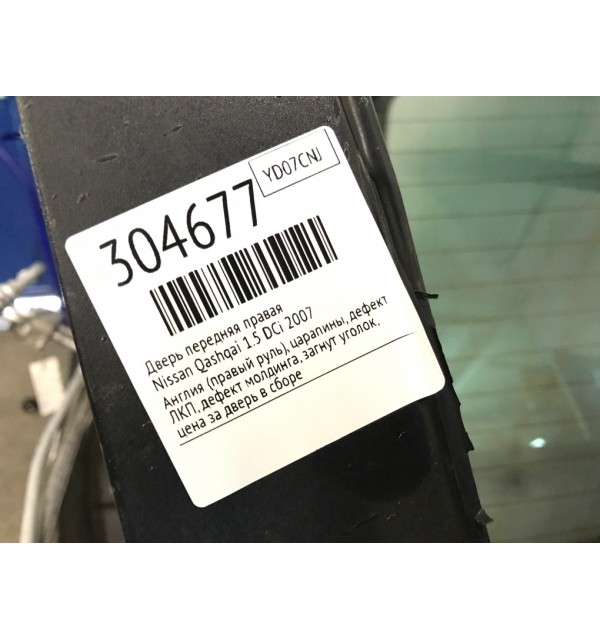 YD07CNJ
304677
Дверь передняя правая
Nissan Qashqai 1.5 DCi 2007
Англия (правый руль), царапины, дефект
ЛКП, дефект молдинга, загнут уголок,
цена за дверь в сборе